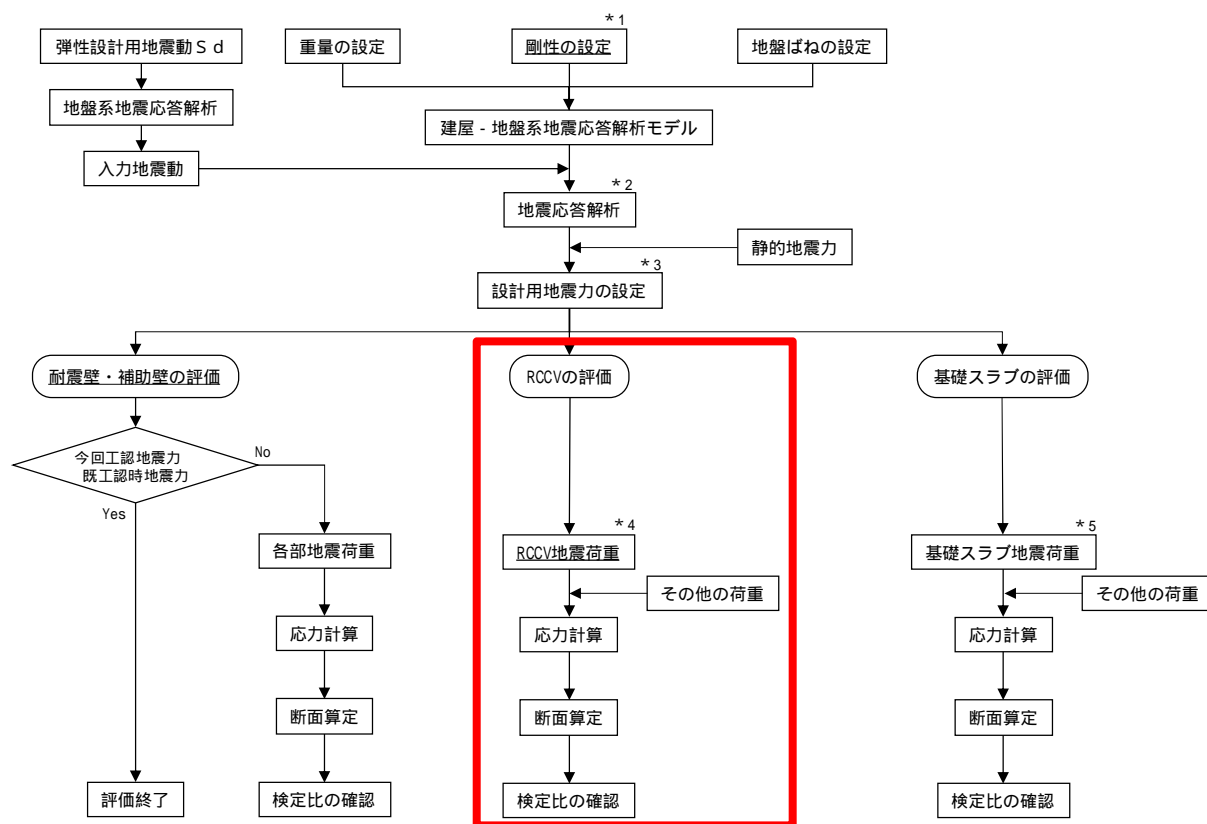 弾性設計用地震動Ｓｄ
重量の設定
*1
剛性の設定
地盤ばねの設定
地盤系地震応答解析
建屋 - 地盤系地震応答解析モデル
入力地震動
*2
地震応答解析
静的地震力
*3
設計用地震力の設定
耐震壁・補助壁の評価
RCCVの評価
基礎スラブの評価
今回工認地震力
既工認時地震力
No
Yes
各部地震荷重
*4
RCCV地震荷重
*5
基礎スラブ地震荷重
その他の荷重
その他の荷重
応力計算
応力計算
応力計算
断面算定
断面算定
断面算定
評価終了
検定比の確認
検定比の確認
検定比の確認